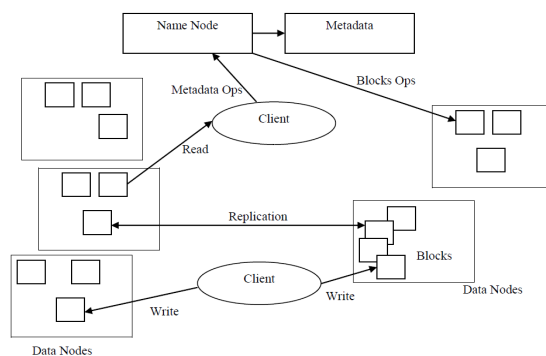 Name Node
Metadata
Metadata Ops
Blocks Ops
Client
Read
Replication
Blocks
Client
Data Nodes
Write
Write
Data Nodes